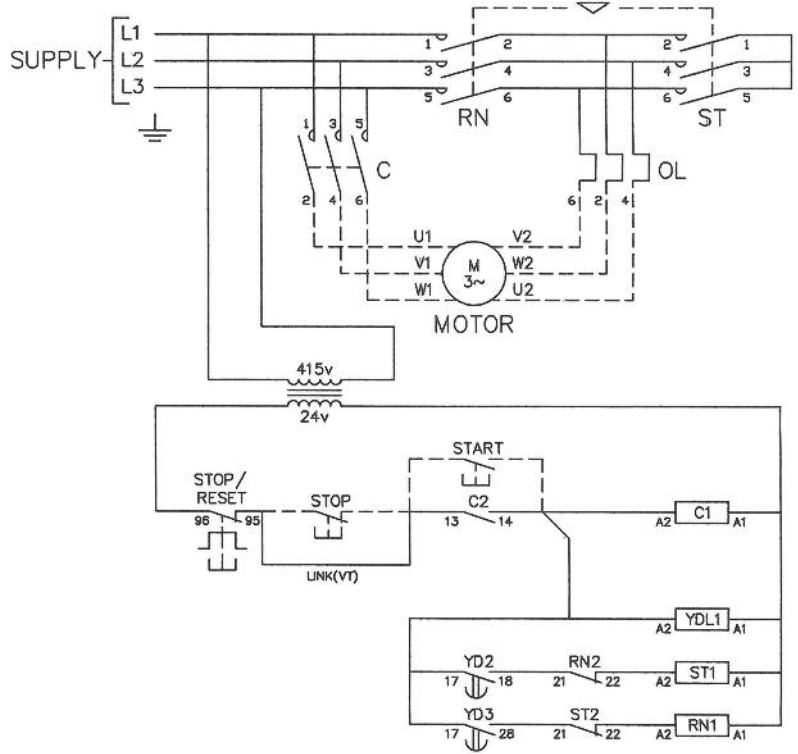 L1
SUPPLY L2
L3
1 2 2 1
3 4 4 3
5 6 6 5
RN ST
1 3 5
C OL
2 4 6 6 2 4
U1 V2
V1 M 3~ W2
W1 U2
MOTOR
415v
24v
START
STOP/
RESET
STOP
C2
96 95 13 14 A2 C1 A1
LINK(VT)
A2 YDL1 A1
YD2 RN2
17 18 21 22 A2 ST1 A1
YD3 ST2
17 28 21 22 A2 RN1 A1